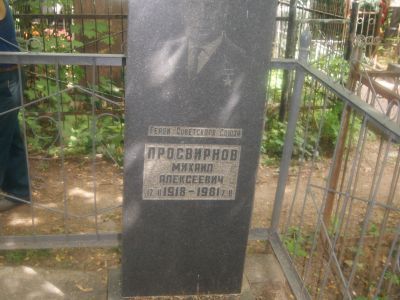 Герой Советского Союза
ПРОСВИРНОВ
МИХАИЛ
АЛЕКСЕЕВИЧ
1918-1981